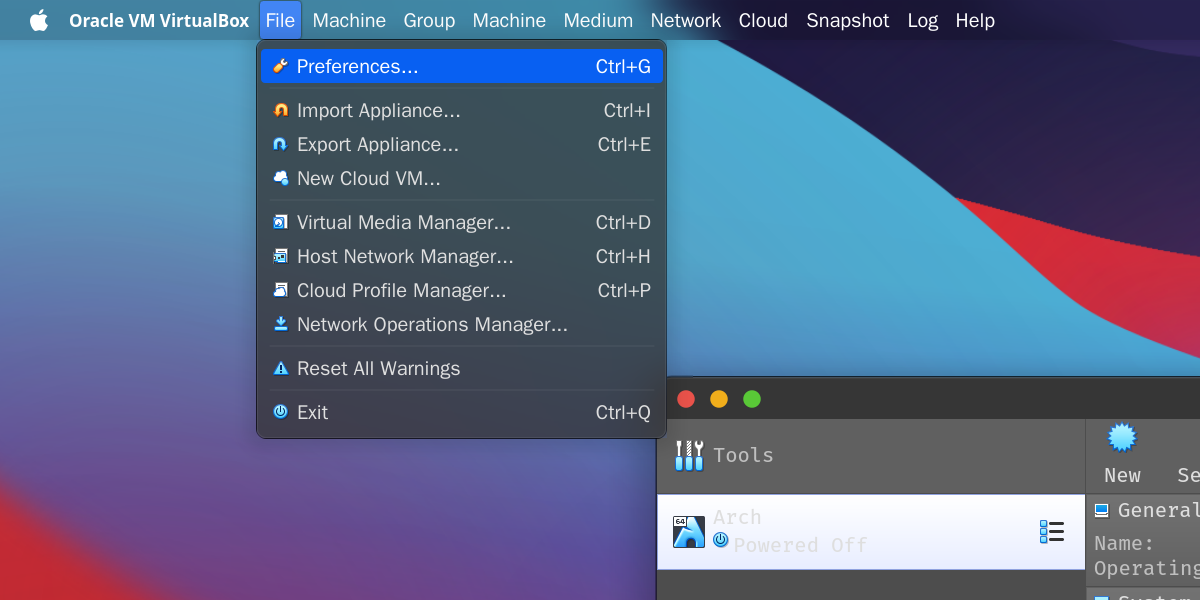 Oracle VM VirtualBox File Machine Group Machine Medium Network Cloud Snapshot Log Help
Preferences... Ctrl+G
Import Appliance... Ctrl+I
Export Appliance... Ctrl+E
New Cloud VM...
Virtual Media Manager... Ctrl+D
Host Network Manager... Ctrl+H
Cloud Profile Manager... Ctrl+P
Network Operations Manager...
Reset All Warnings
Exit Ctrl+Q
Tools
New Se
64 Arch
Powered Off
General
Name:
Operating